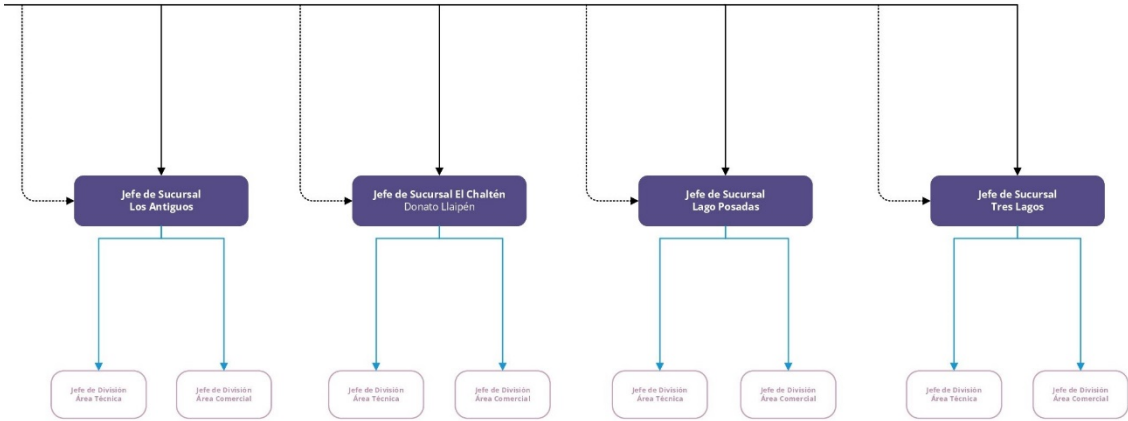 Jefe de Sucursal
Los Antiguos
Jefe de Sucursal El Chaltén
Donato Llaipén
Jefe de Sucursal
Lago Posadas
Jefe de Sucursal
Tres Lagos
Jefe de División
Área Técnica
Jefe de División
Área Comercial
Jefe de División
Área Técnica
Jefe de División
Área Comercial
Jefe de División
Área Técnica
Jefe de División
Área Comercial
Jefe de División
Área Técnica
Jefe de División
Área Comercial